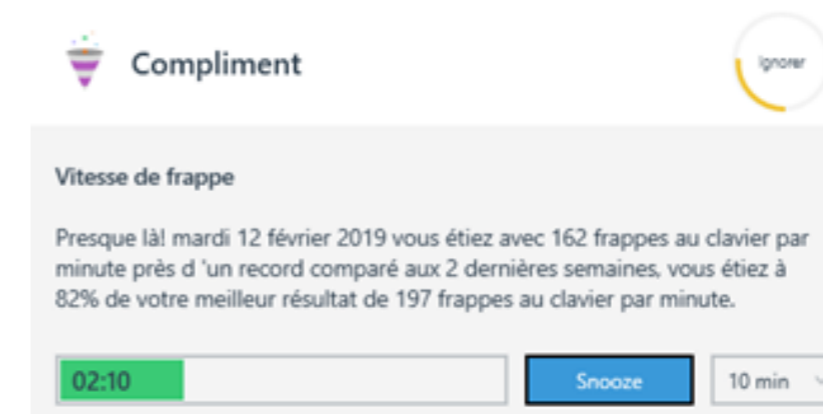 Compliment
Ignorer
Vitesse de frappe
Presque là! mardi 12 février 2019 vous étiez avec 162 frappes au clavier par
minute près d 'un record comparé aux 2 dernières semaines, vous étiez à
82% de votre meilleur résultat de 197 frappes au clavier par minute.
02:10
Snooze
10 min